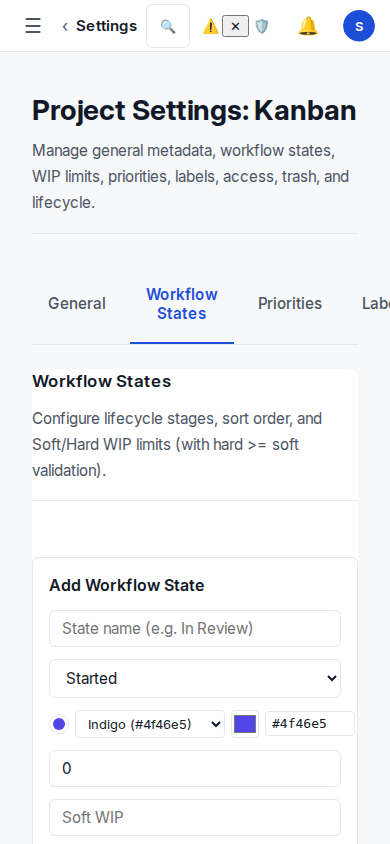 ☰ ‹ Settings 🔍 ⚠️ ✕ 🛡️ 🔔 S
Project Settings: Kanban
Manage general metadata, workflow states,
WIP limits, priorities, labels, access, trash, and
lifecycle.
General
Workflow
States
Priorities
Labe
Workflow States
Configure lifecycle stages, sort order, and
Soft/Hard WIP limits (with hard >= soft
validation).
Add Workflow State
State name (e.g. In Review)
Started
Indigo (#4f46e5) #4f46e5
0
Soft WIP